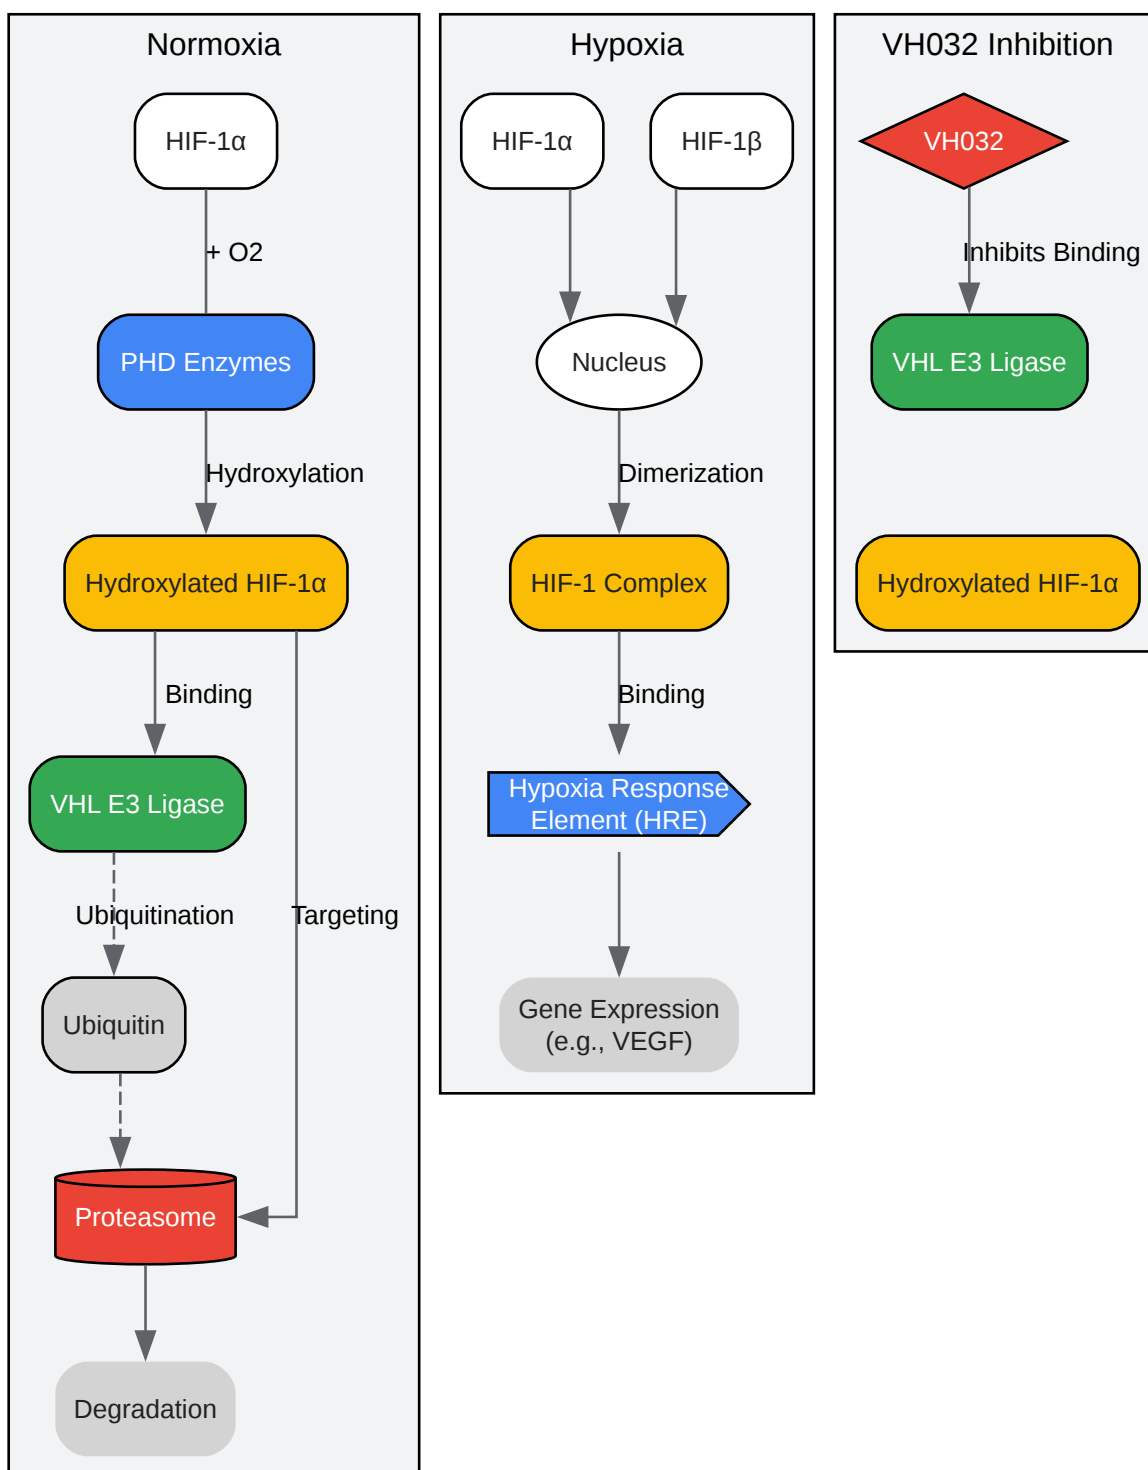 Normoxia
HIF-1α
+ O2
PHD Enzymes
Hydroxylation
Hydroxylated HIF-1α
Binding
VHL E3 Ligase
Ubiquitination
Targeting
Ubiquitin
Proteasome
Degradation
Hypoxia
HIF-1α
HIF-1β
Nucleus
Dimerization
HIF-1 Complex
Binding
Hypoxia Response
Element (HRE)
Gene Expression
(e.g., VEGF)
VH032 Inhibition
VH032
Inhibits Binding
VHL E3 Ligase
Hydroxylated HIF-1α